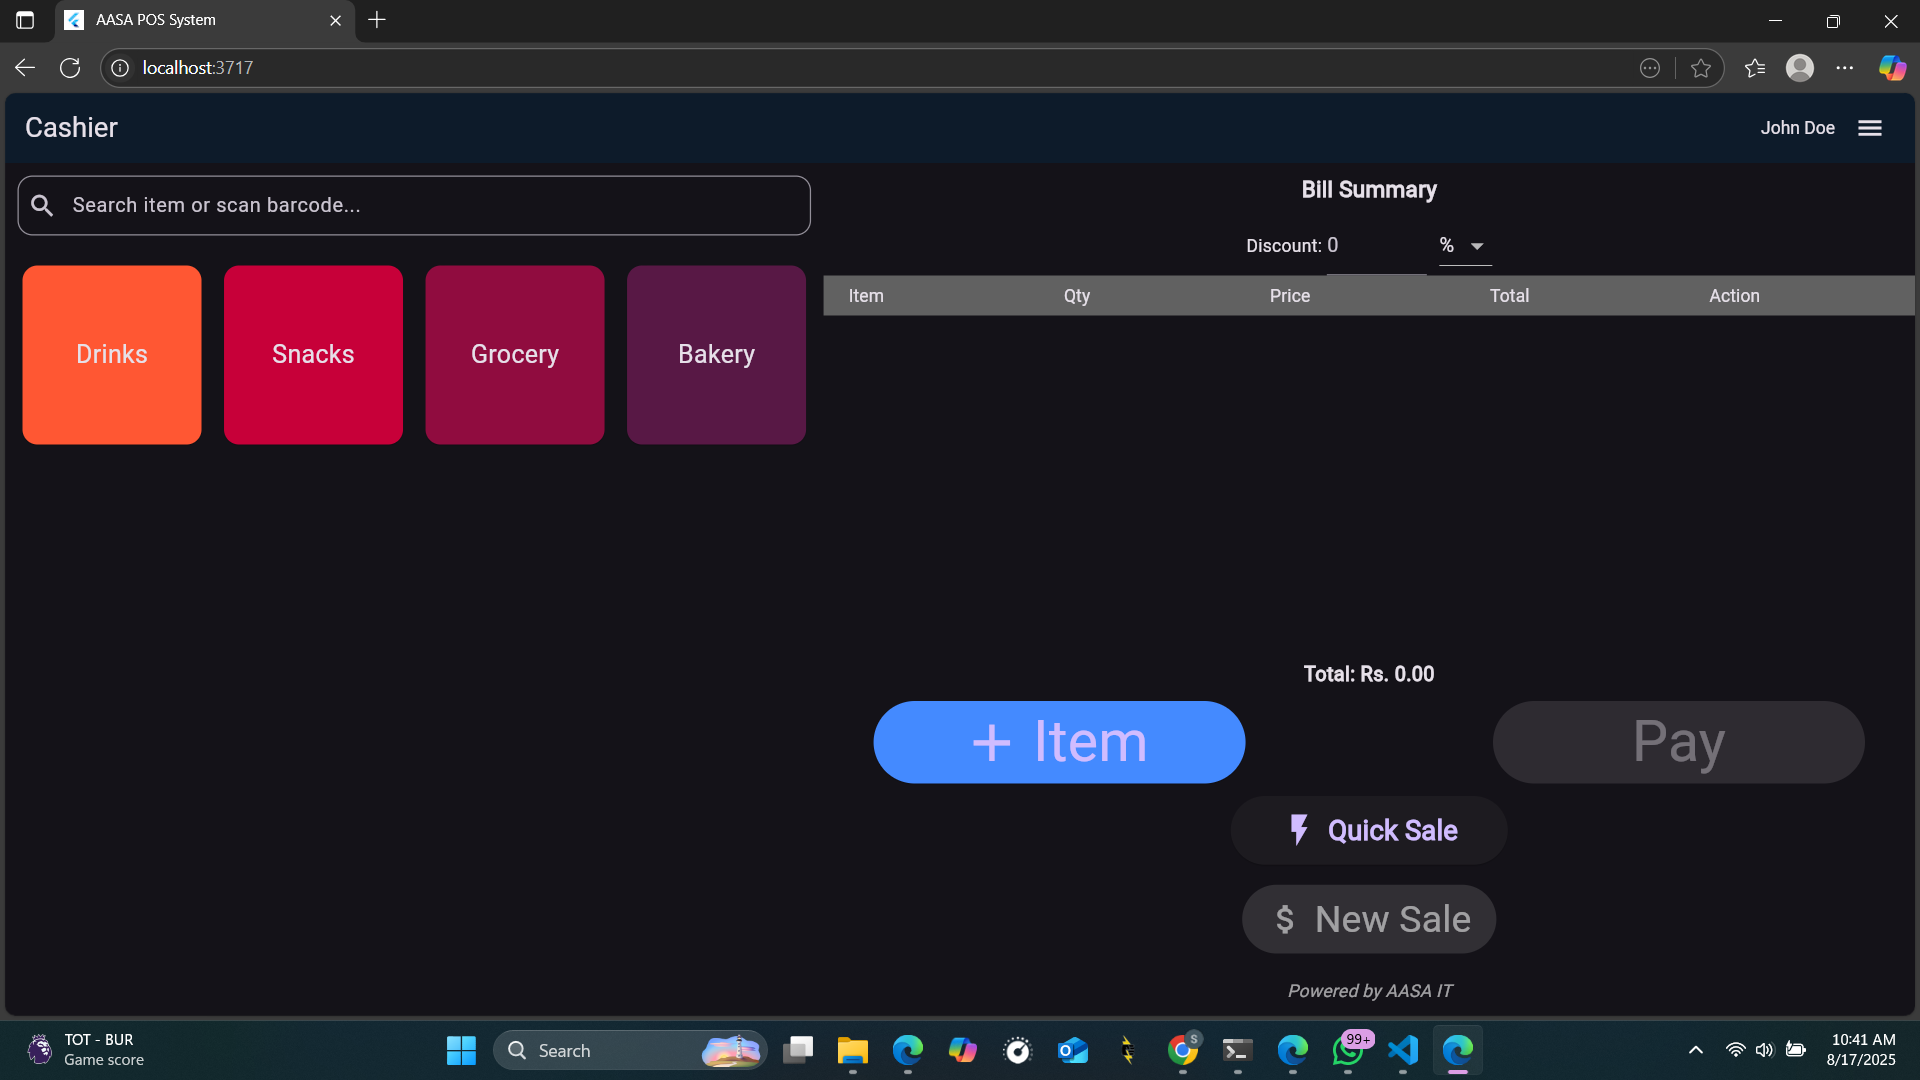 AASA POS System
localhost:3717
Cashier
John Doe
Search item or scan barcode...
Drinks
Snacks
Grocery
Bakery
Bill Summary
Discount: 0
%
Item Qty Price Total Action
Total: Rs. 0.00
+ Item
Pay
Quick Sale
$ New Sale
Powered by AASA IT
TOT - BUR
Game score
Search
S
99+
10:41 AM
8/17/2025